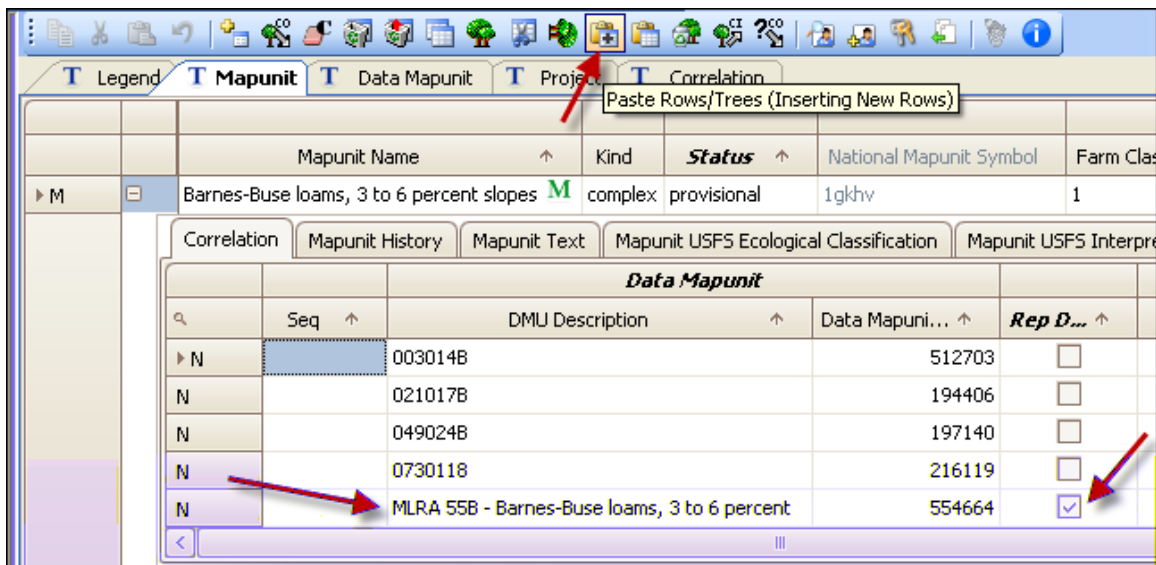 T Legend T Mapunit T Data Mapunit T Project T Correlation
Paste Rows/Trees (Inserting New Rows)
Mapunit Name Kind Status National Mapunit Symbol Farm Clas
M Barnes-Buse loams, 3 to 6 percent slopes M complex provisional 1gkhv 1
Correlation Mapunit History Mapunit Text Mapunit USFS Ecological Classification Mapunit USFS Interpre
Data Mapunit
Seq DMU Description Data Mapuni... Rep D...
N 003014B 512703
N 021017B 194406
N 049024B 197140
N 0730118 216119
N MLRA 55B - Barnes-Buse loams, 3 to 6 percent 554664